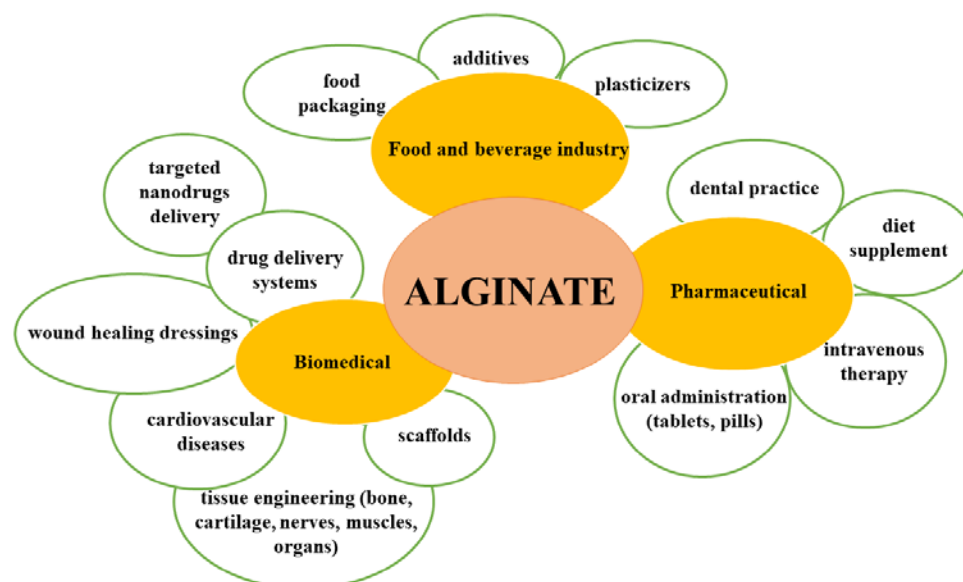 additives
food
packaging
plasticizers
Food and beverage industry
targeted
nanodrugs
delivery
dental practice
diet
supplement
drug delivery
systems
ALGINATE
Pharmaceutical
wound healing dressings
Biomedical
intravenous
therapy
oral administration
(tablets, pills)
cardiovascular
diseases
scaffolds
tissue engineering (bone,
cartilage, nerves, muscles,
organs)